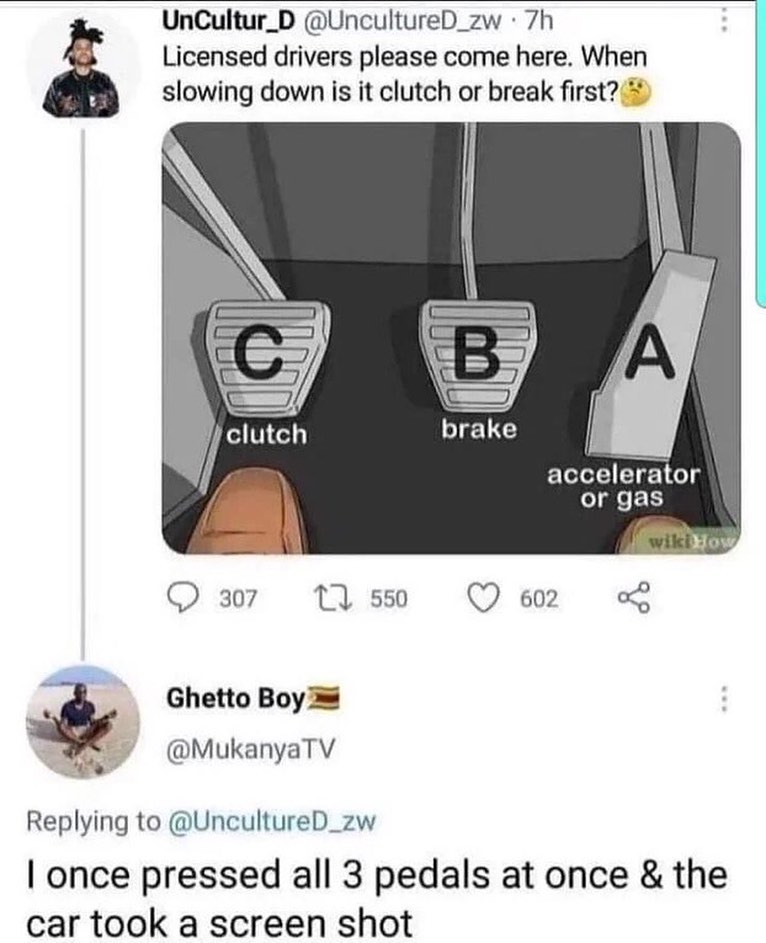 UnCultur_D @UncultureD_zw · 7h
Licensed drivers please come here. When
slowing down is it clutch or break first?🤔
C
B
A
clutch
brake
accelerator
or gas
wikiHow
307
550
602
Ghetto Boy🇿🇼
@MukanyaTV
Replying to @UncultureD_zw
I once pressed all 3 pedals at once & the
car took a screen shot